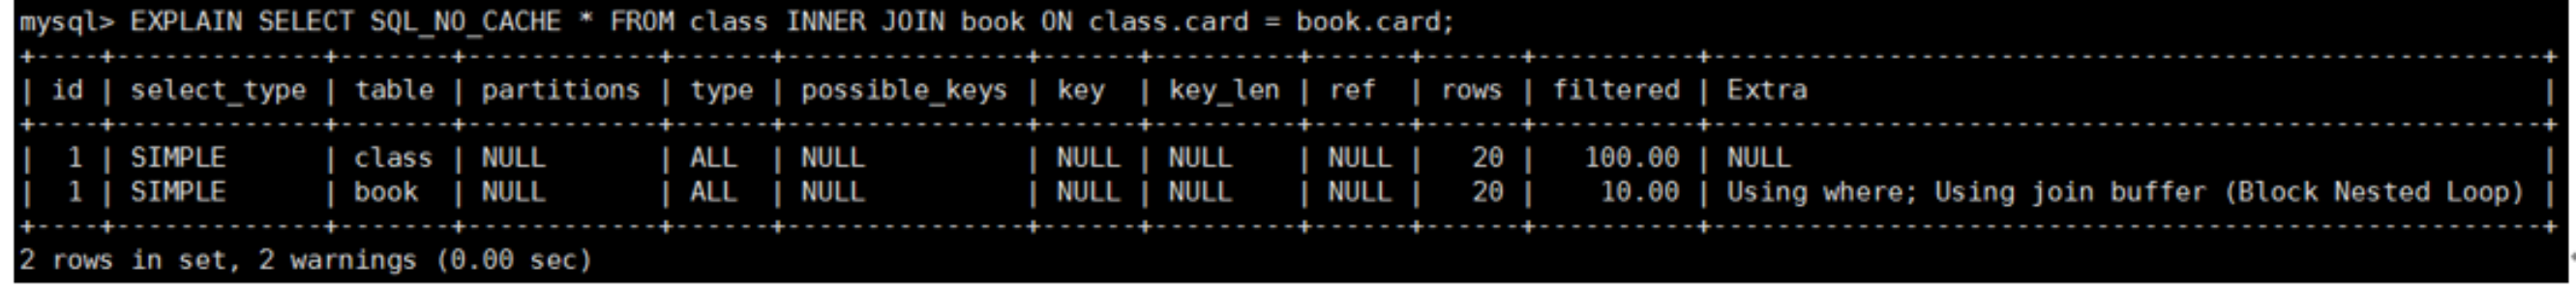 mysql> EXPLAIN SELECT SQL_NO_CACHE * FROM class INNER JOIN book ON class.card = book.card;
+----+-------------+-------+------------+------+---------------+------+---------+------+------+----------+----------------------------------------------------+
| id | select_type | table | partitions | type | possible_keys | key  | key_len | ref  | rows | filtered | Extra                                              |
+----+-------------+-------+------------+------+---------------+------+---------+------+------+----------+----------------------------------------------------+
|  1 | SIMPLE      | class | NULL       | ALL  | NULL          | NULL | NULL    | NULL |   20 |   100.00 | NULL                                               |
|  1 | SIMPLE      | book  | NULL       | ALL  | NULL          | NULL | NULL    | NULL |   20 |    10.00 | Using where; Using join buffer (Block Nested Loop) |
+----+-------------+-------+------------+------+---------------+------+---------+------+------+----------+----------------------------------------------------+
2 rows in set, 2 warnings (0.00 sec)